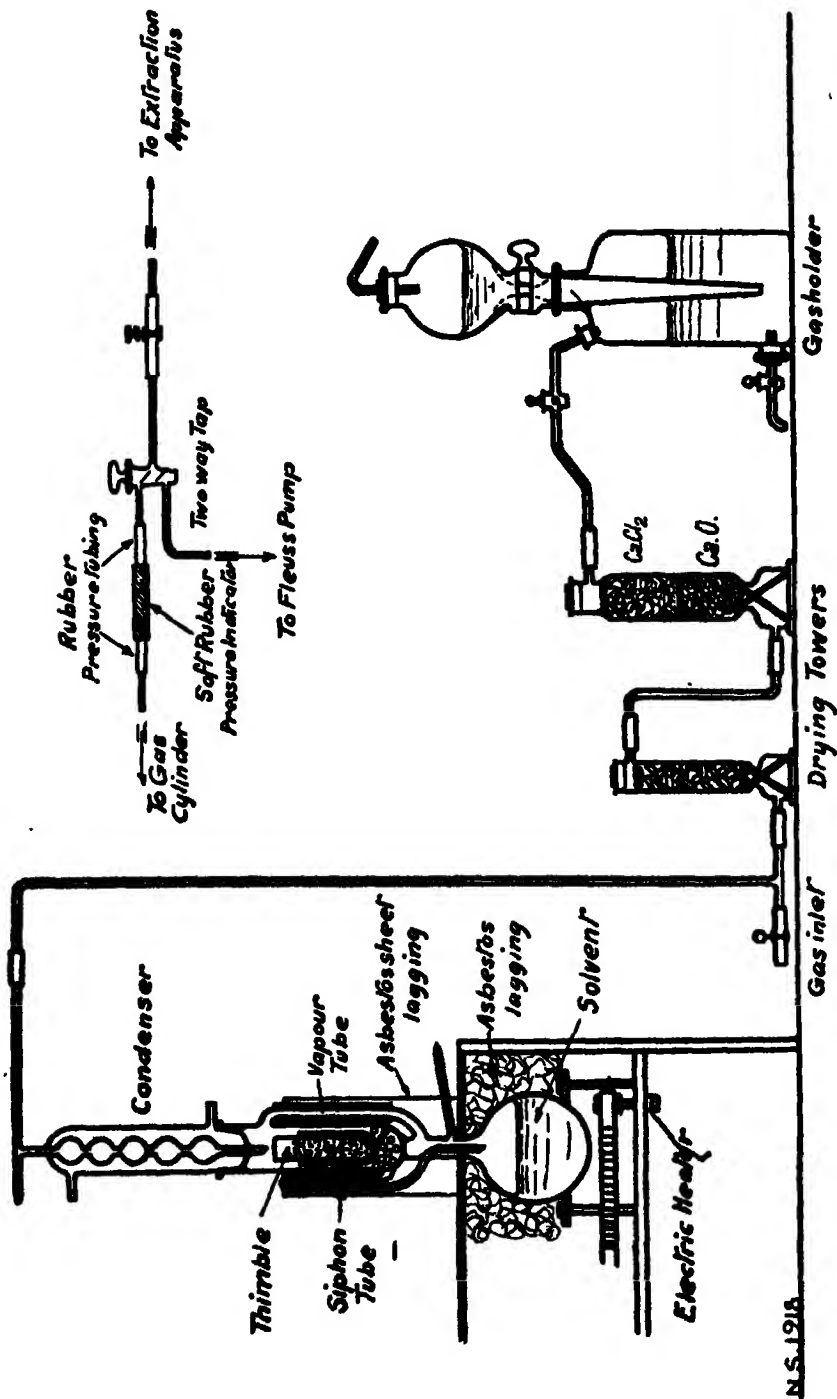 To Extraction
Apparatus
Rubber
Pressure Tubing
To Gas
Cylinder
Soft Rubber
Pressure Indicator
Two way Tap
To Fleuss Pump
Condenser
Thimble
Siphon
Tube
Vapour
Tube
Asbestos sheet
lagging
Asbestos
lagging
Solvent
Electric Heater
CaCl2
Ca.O.
Gas inlet
Drying Towers
Gasholder
N.S. 1918